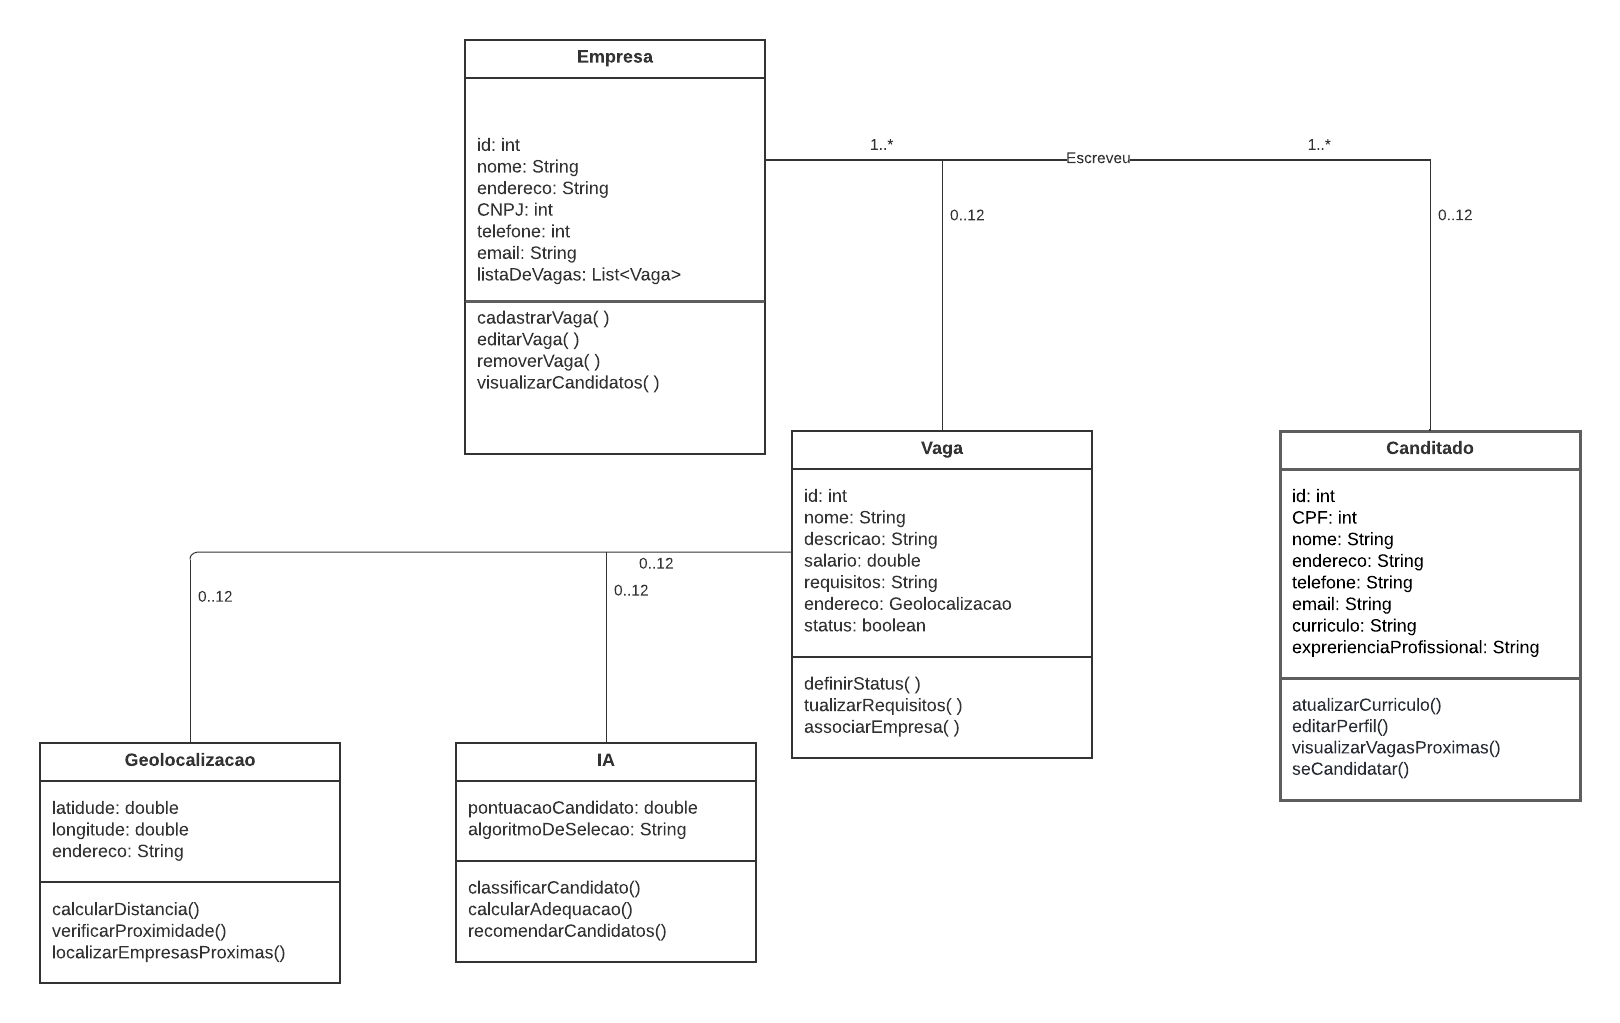 Empresa
id: int
nome: String
endereco: String
CNPJ: int
telefone: int
email: String
listaDeVagas: List<Vaga>
cadastrarVaga( )
editarVaga( )
removerVaga( )
visualizarCandidatos( )
1..*
Escreveu
1..*
0..12
0..12
Vaga
id: int
nome: String
descricao: String
salario: double
requisitos: String
endereco: Geolocalizacao
status: boolean
definirStatus( )
tualizarRequisitos( )
associarEmpresa( )
Canditado
id: int
CPF: int
nome: String
endereco: String
telefone: String
email: String
curriculo: String
exprerienciaProfissional: String
atualizarCurriculo()
editarPerfil()
visualizarVagasProximas()
seCandidatar()
0..12
0..12
0..12
Geolocalizacao
latidude: double
longitude: double
endereco: String
calcularDistancia()
verificarProximidade()
localizarEmpresasProximas()
IA
pontuacaoCandidato: double
algoritmoDeSelecao: String
classificarCandidato()
calcularAdequacao()
recomendarCandidatos()